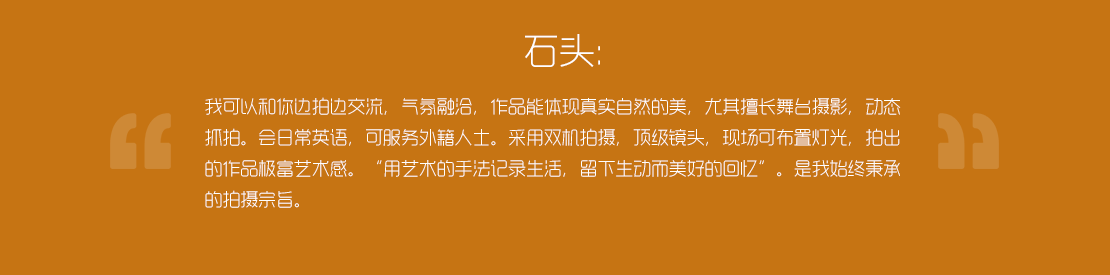 石头:
我可以和你边拍边交流，气氛融洽，作品能体现真实自然的美，尤其擅长舞台摄影，动态
抓拍。会日常英语，可服务外籍人士。采用双机拍摄，顶级镜头，现场可布置灯光，拍出
的作品极富艺术感。“用艺术的手法记录生活，留下生动而美好的回忆”。是我始终秉承
的拍摄宗旨。